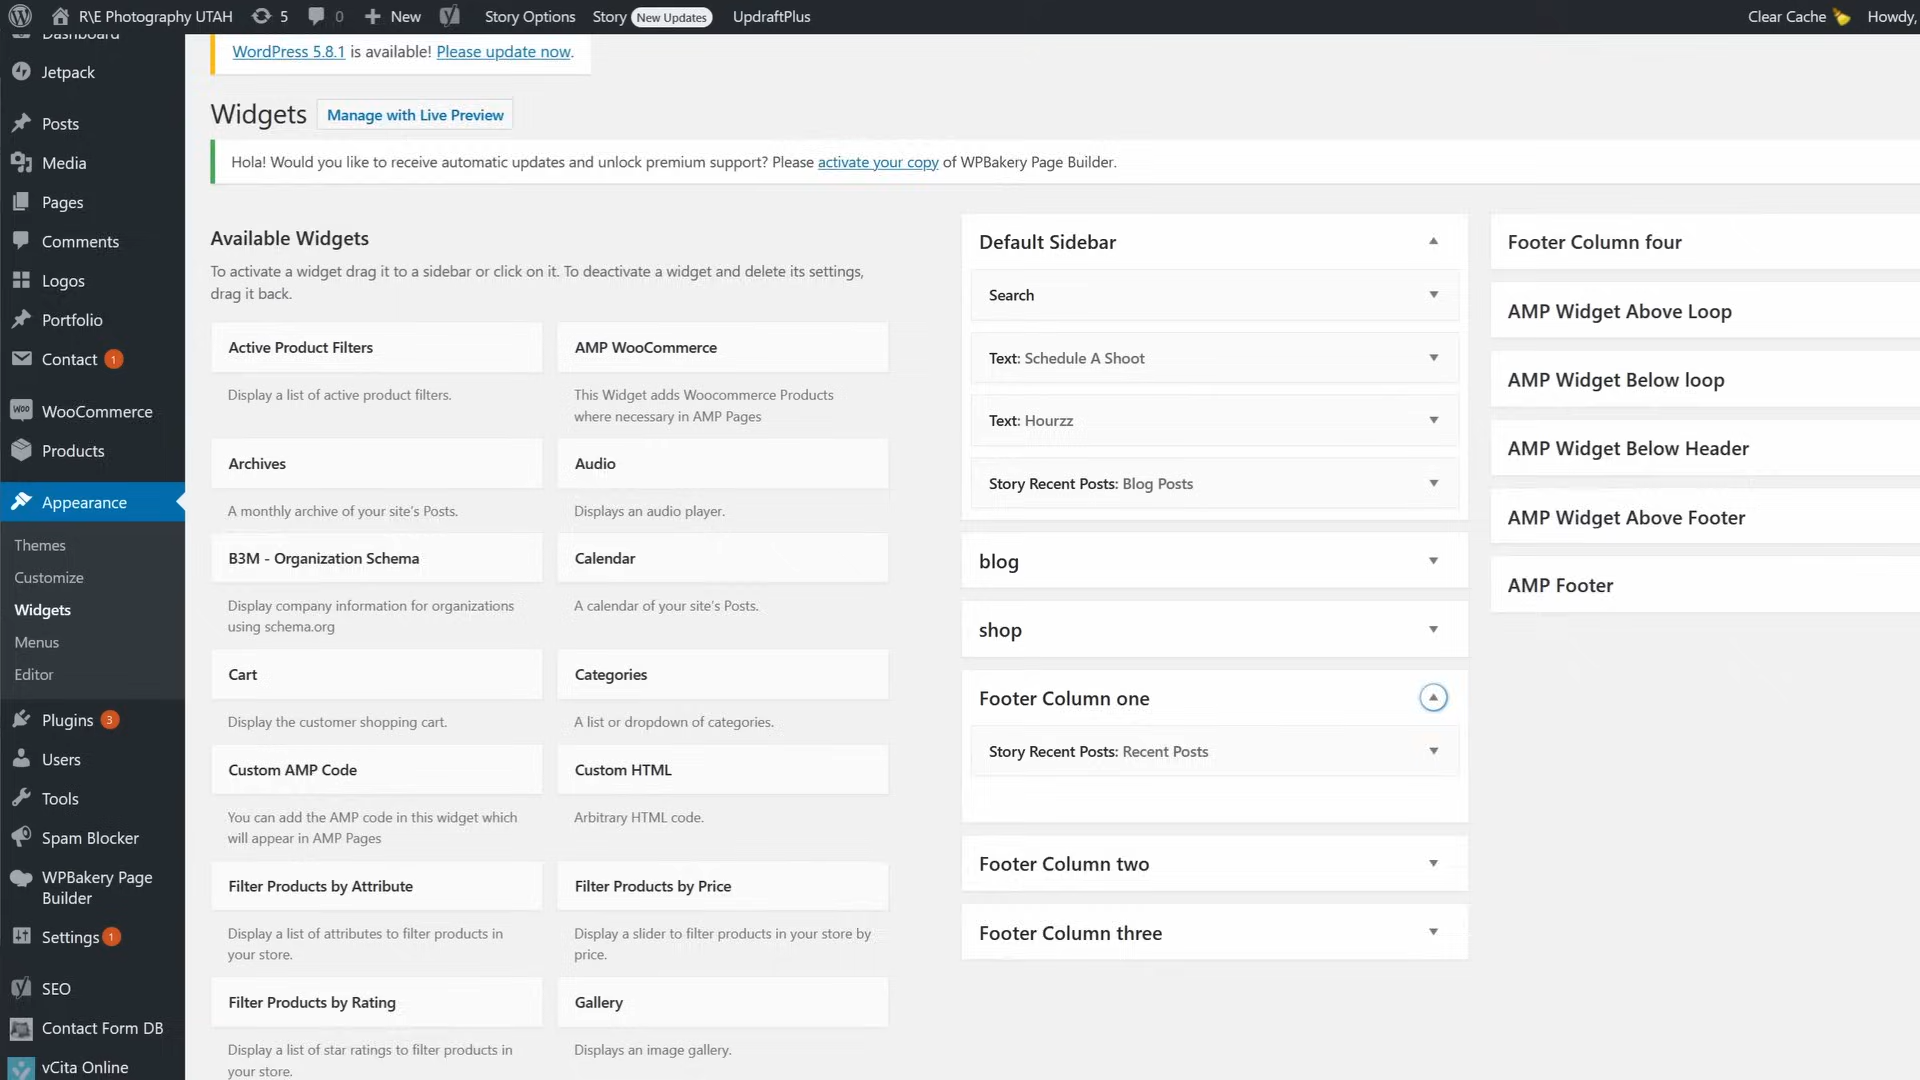 R\E Photography UTAH
5
0
New
Story Options
Story
New Updates
UpdraftPlus
Clear Cache
Howdy,
Dashboard
Jetpack
Posts
Media
Pages
Comments
Logos
Portfolio
Contact 1
WooCommerce
Products
Appearance
Themes
Customize
Widgets
Menus
Editor
Plugins 3
Users
Tools
Spam Blocker
WPBakery Page
Builder
Settings 1
SEO
Contact Form DB
vCita Online
WordPress 5.8.1 is available! Please update now.
Widgets
Manage with Live Preview
Hola! Would you like to receive automatic updates and unlock premium support? Please activate your copy of WPBakery Page Builder.
Available Widgets
To activate a widget drag it to a sidebar or click on it. To deactivate a widget and delete its settings,
drag it back.
Active Product Filters
Display a list of active product filters.
AMP WooCommerce
This Widget adds Woocommerce Products
where necessary in AMP Pages
Archives
A monthly archive of your site's Posts.
Audio
Displays an audio player.
B3M - Organization Schema
Display company information for organizations
using schema.org
Calendar
A calendar of your site's Posts.
Cart
Display the customer shopping cart.
Categories
A list or dropdown of categories.
Custom AMP Code
You can add the AMP code in this widget which
will appear in AMP Pages
Custom HTML
Arbitrary HTML code.
Filter Products by Attribute
Display a list of attributes to filter products in
your store.
Filter Products by Price
Display a slider to filter products in your store by
price.
Filter Products by Rating
Display a list of star ratings to filter products in
your store.
Gallery
Displays an image gallery.
Default Sidebar
Search
Text: Schedule A Shoot
Text: Hourzz
Story Recent Posts: Blog Posts
blog
shop
Footer Column one
Story Recent Posts: Recent Posts
Footer Column two
Footer Column three
Footer Column four
AMP Widget Above Loop
AMP Widget Below loop
AMP Widget Below Header
AMP Widget Above Footer
AMP Footer